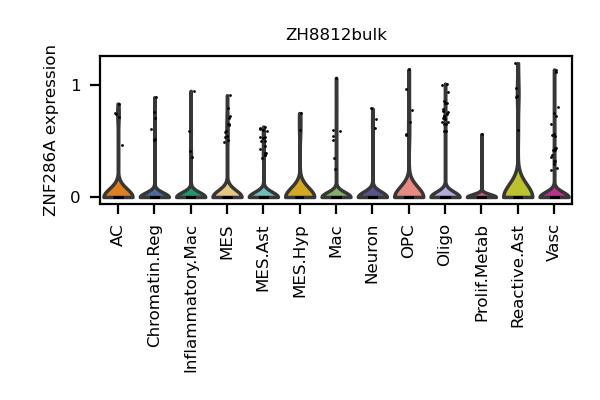 ZH8812bulk
ZNF286A expression
1
0
AC
Chromatin.Reg
Inflammatory.Mac
MES
MES.Ast
MES.Hyp
Mac
Neuron
OPC
Oligo
Prolif.Metab
Reactive.Ast
Vasc